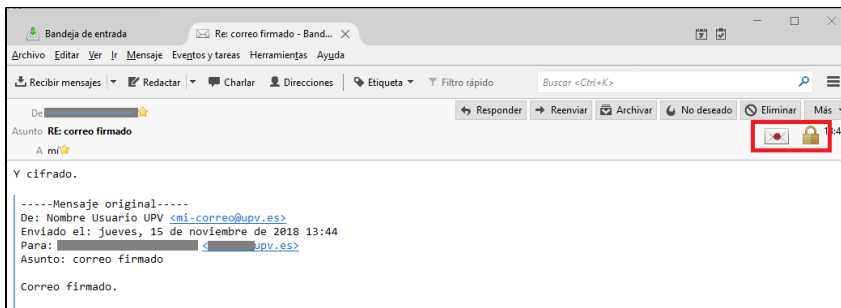 Bandeja de entrada
Re: correo firmado - Band...
Archivo Editar Ver Ir Mensaje Eventos y tareas Herramientas Ayuda
Recibir mensajes Redactar Charlar Direcciones Etiqueta Filtro rápido Buscar <Ctrl+K>
De Responder Reenviar Archivar No deseado Eliminar Más
Asunto RE: correo firmado
A mí
Y cifrado.
-----Mensaje original-----
De: Nombre Usuario UPV <mi-correo@upv.es>
Enviado el: jueves, 15 de noviembre de 2018 13:44
Para: < upv.es>
Asunto: correo firmado
Correo firmado.